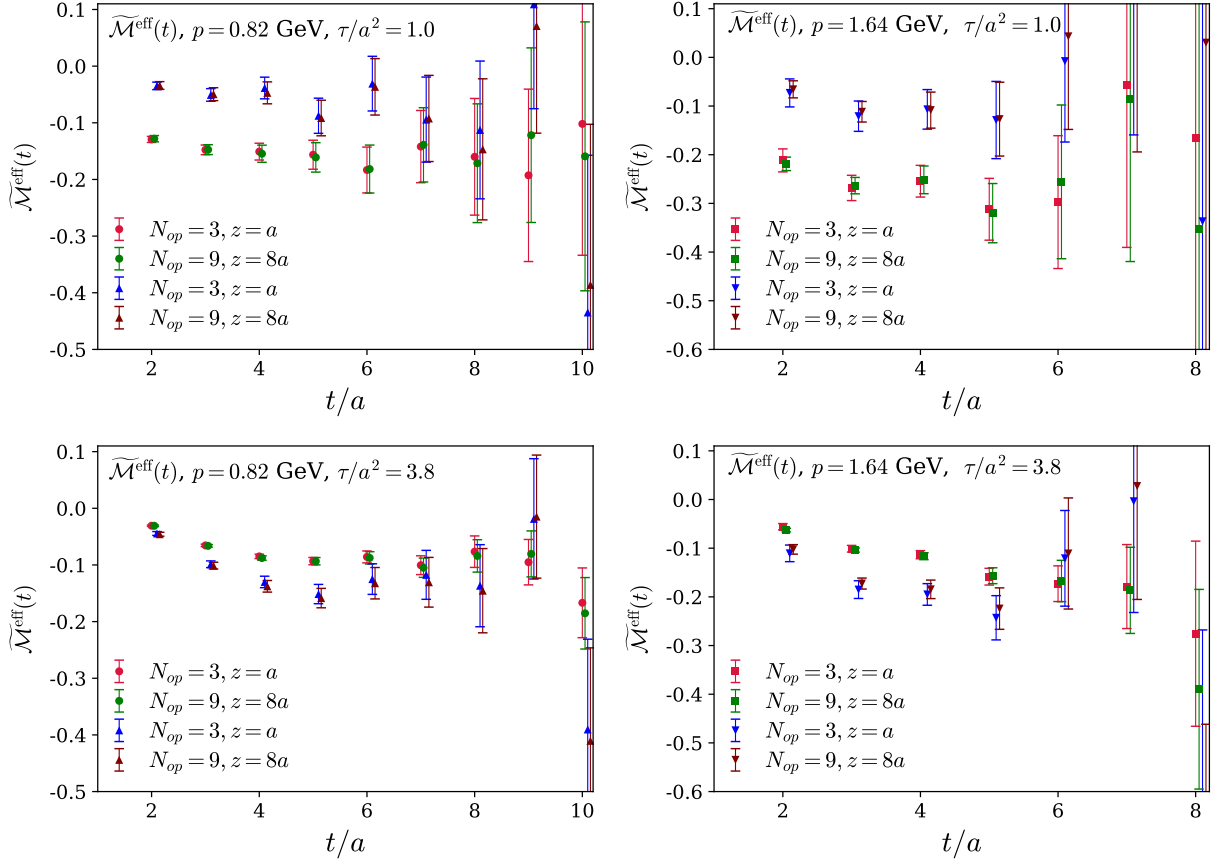 M̃^eff(t), p = 0.82 GeV, τ/a² = 1.0
0.1
0.0
-0.1
-0.2
-0.3
-0.4
-0.5
M̃^eff(t)
N_op = 3, z = a
N_op = 9, z = 8a
N_op = 3, z = a
N_op = 9, z = 8a
2 4 6 8 10
t/a
M̃^eff(t), p = 1.64 GeV, τ/a² = 1.0
0.1
0.0
-0.1
-0.2
-0.3
-0.4
-0.5
-0.6
M̃^eff(t)
N_op = 3, z = a
N_op = 9, z = 8a
N_op = 3, z = a
N_op = 9, z = 8a
2 4 6 8
t/a
M̃^eff(t), p = 0.82 GeV, τ/a² = 3.8
0.1
0.0
-0.1
-0.2
-0.3
-0.4
-0.5
M̃^eff(t)
N_op = 3, z = a
N_op = 9, z = 8a
N_op = 3, z = a
N_op = 9, z = 8a
2 4 6 8 10
t/a
M̃^eff(t), p = 1.64 GeV, τ/a² = 3.8
0.1
0.0
-0.1
-0.2
-0.3
-0.4
-0.5
-0.6
M̃^eff(t)
N_op = 3, z = a
N_op = 9, z = 8a
N_op = 3, z = a
N_op = 9, z = 8a
2 4 6 8
t/a